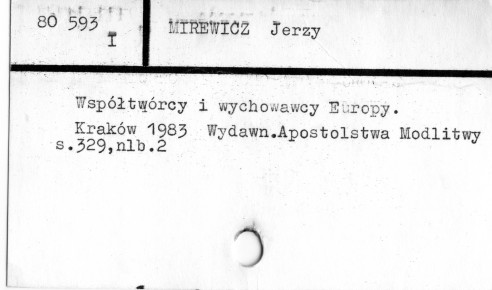 80 593
I
MIREWICZ Jerzy
Współtwórcy i wychowawcy Europy.
Kraków 1983 Wydawn.Apostolstwa Modlitwy
s.329,nlb.2